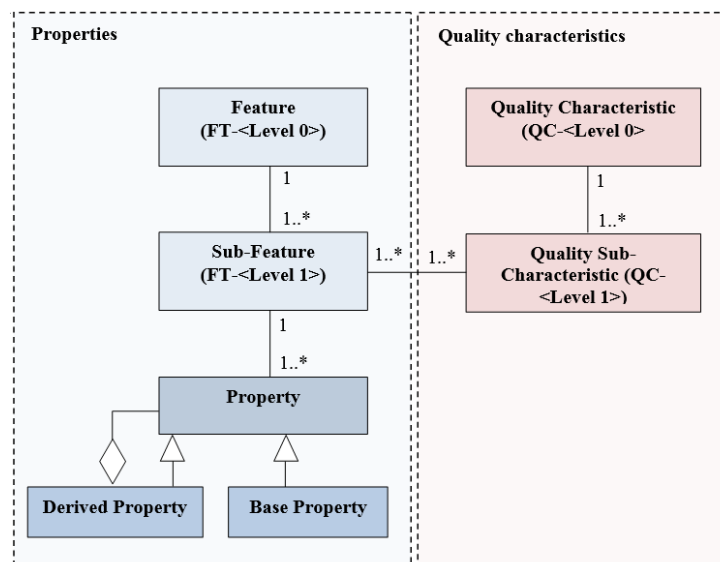 Properties
Quality characteristics
Feature
(FT-<Level 0>)
Quality Characteristic
(QC-<Level 0>
1
1
1..*
1..*
Sub-Feature
(FT-<Level 1>)
1..*
1..*
Quality Sub-
Characteristic (QC-
<Level 1>)
1
1..*
Property
Derived Property
Base Property